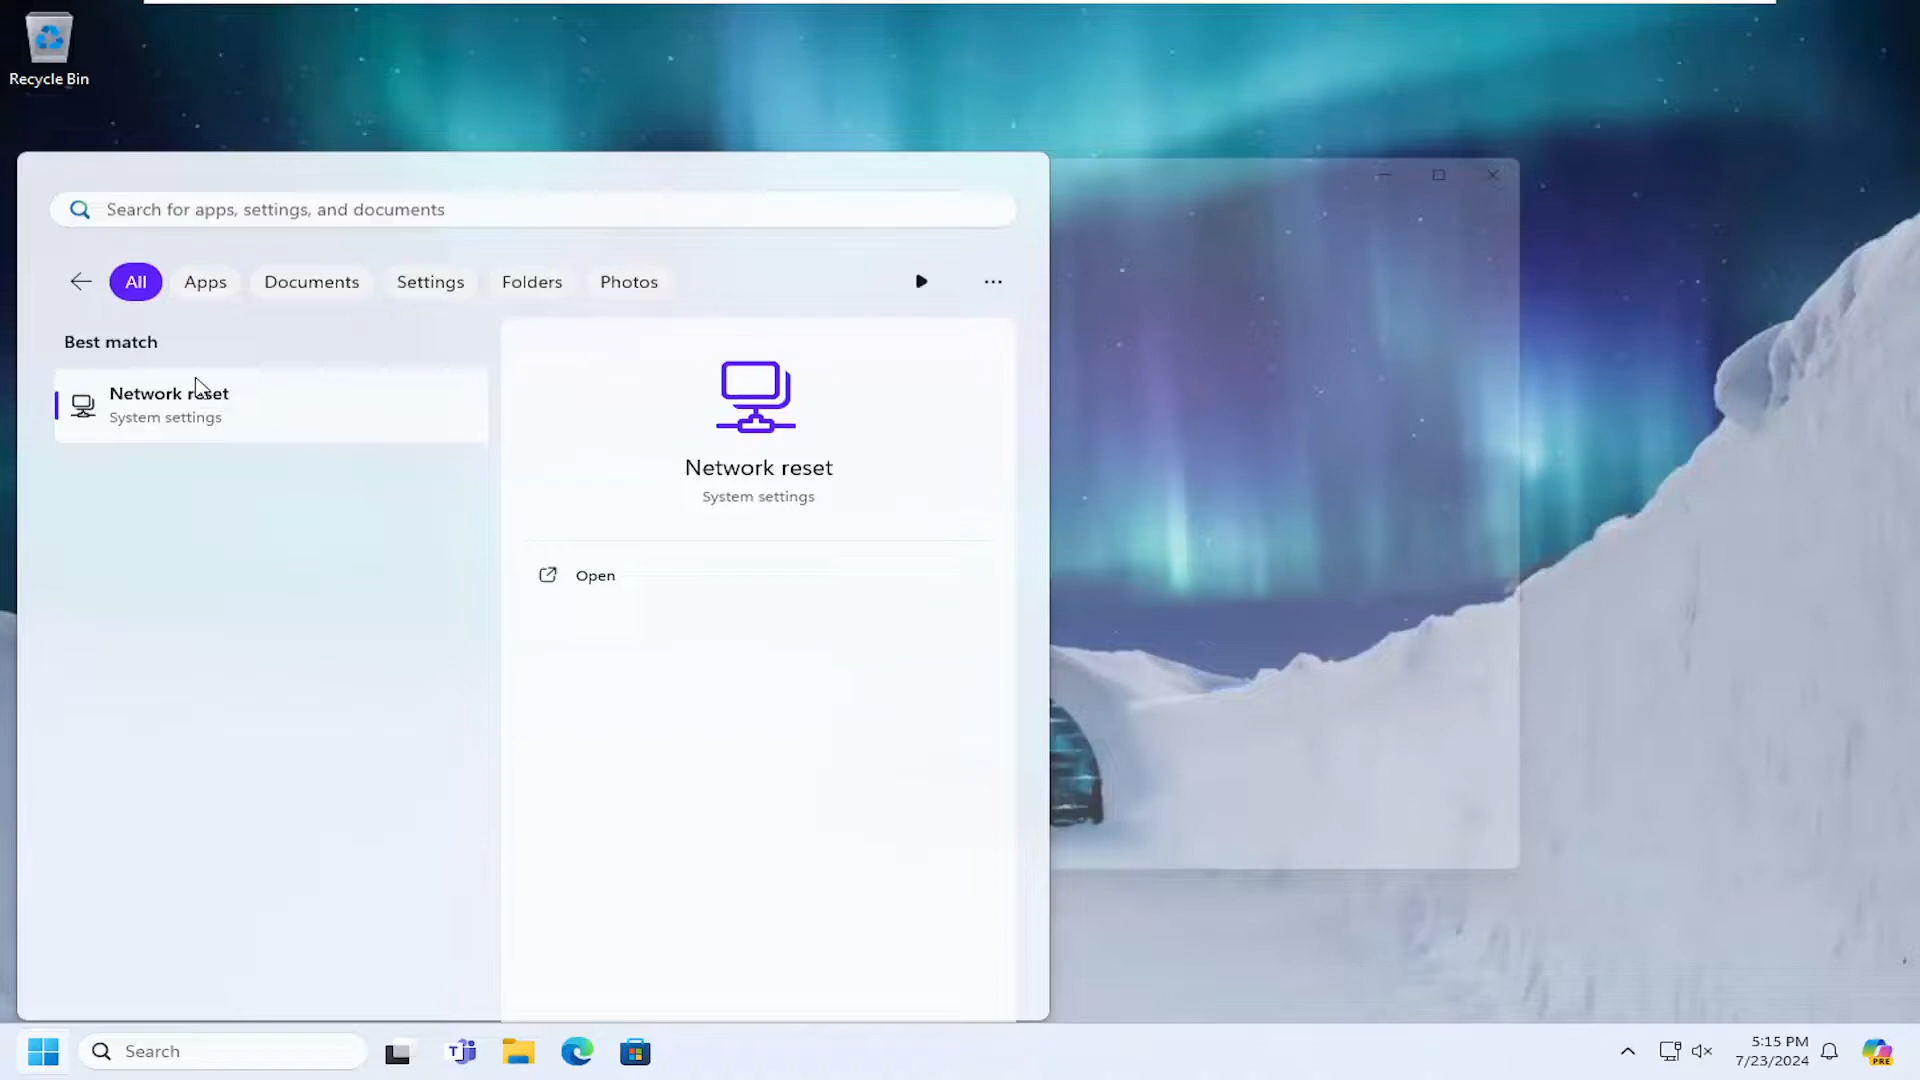 Recycle Bin
Search for apps, settings, and documents
All Apps Documents Settings Folders Photos
Best match
Network reset
System settings
Network reset
System settings
Open
Search
5:15 PM
7/23/2024
PRE